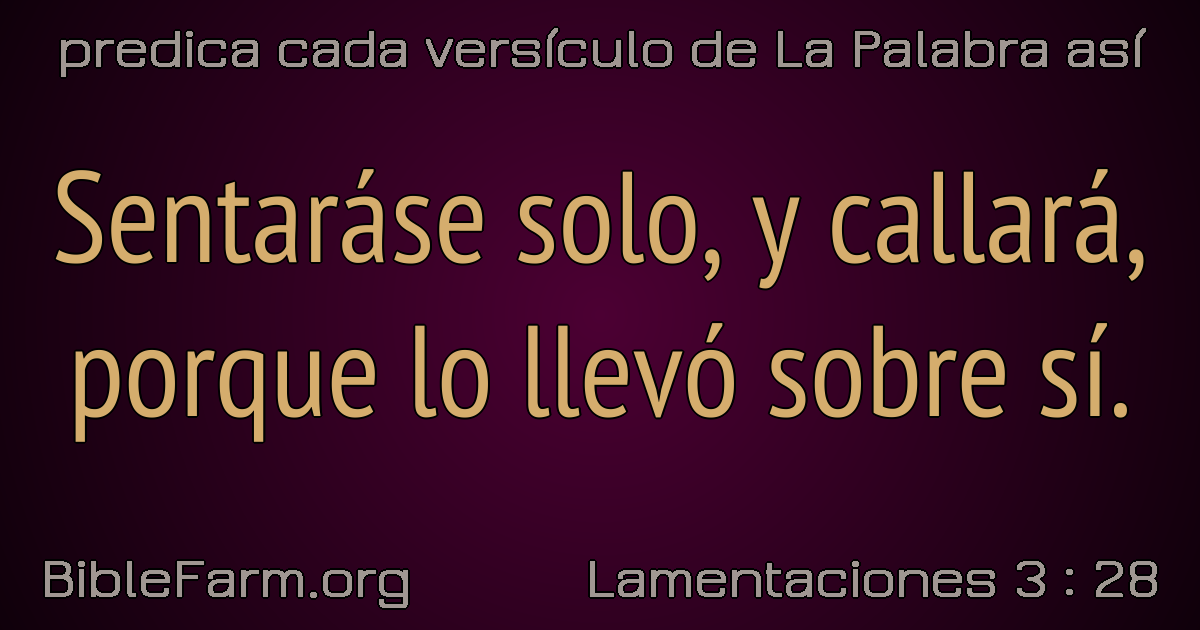 predica cada versículo de La Palabra así
Sentaráse solo, y callará,
porque lo llevó sobre sí.
BibleFarm.org
Lamentaciones 3 : 28